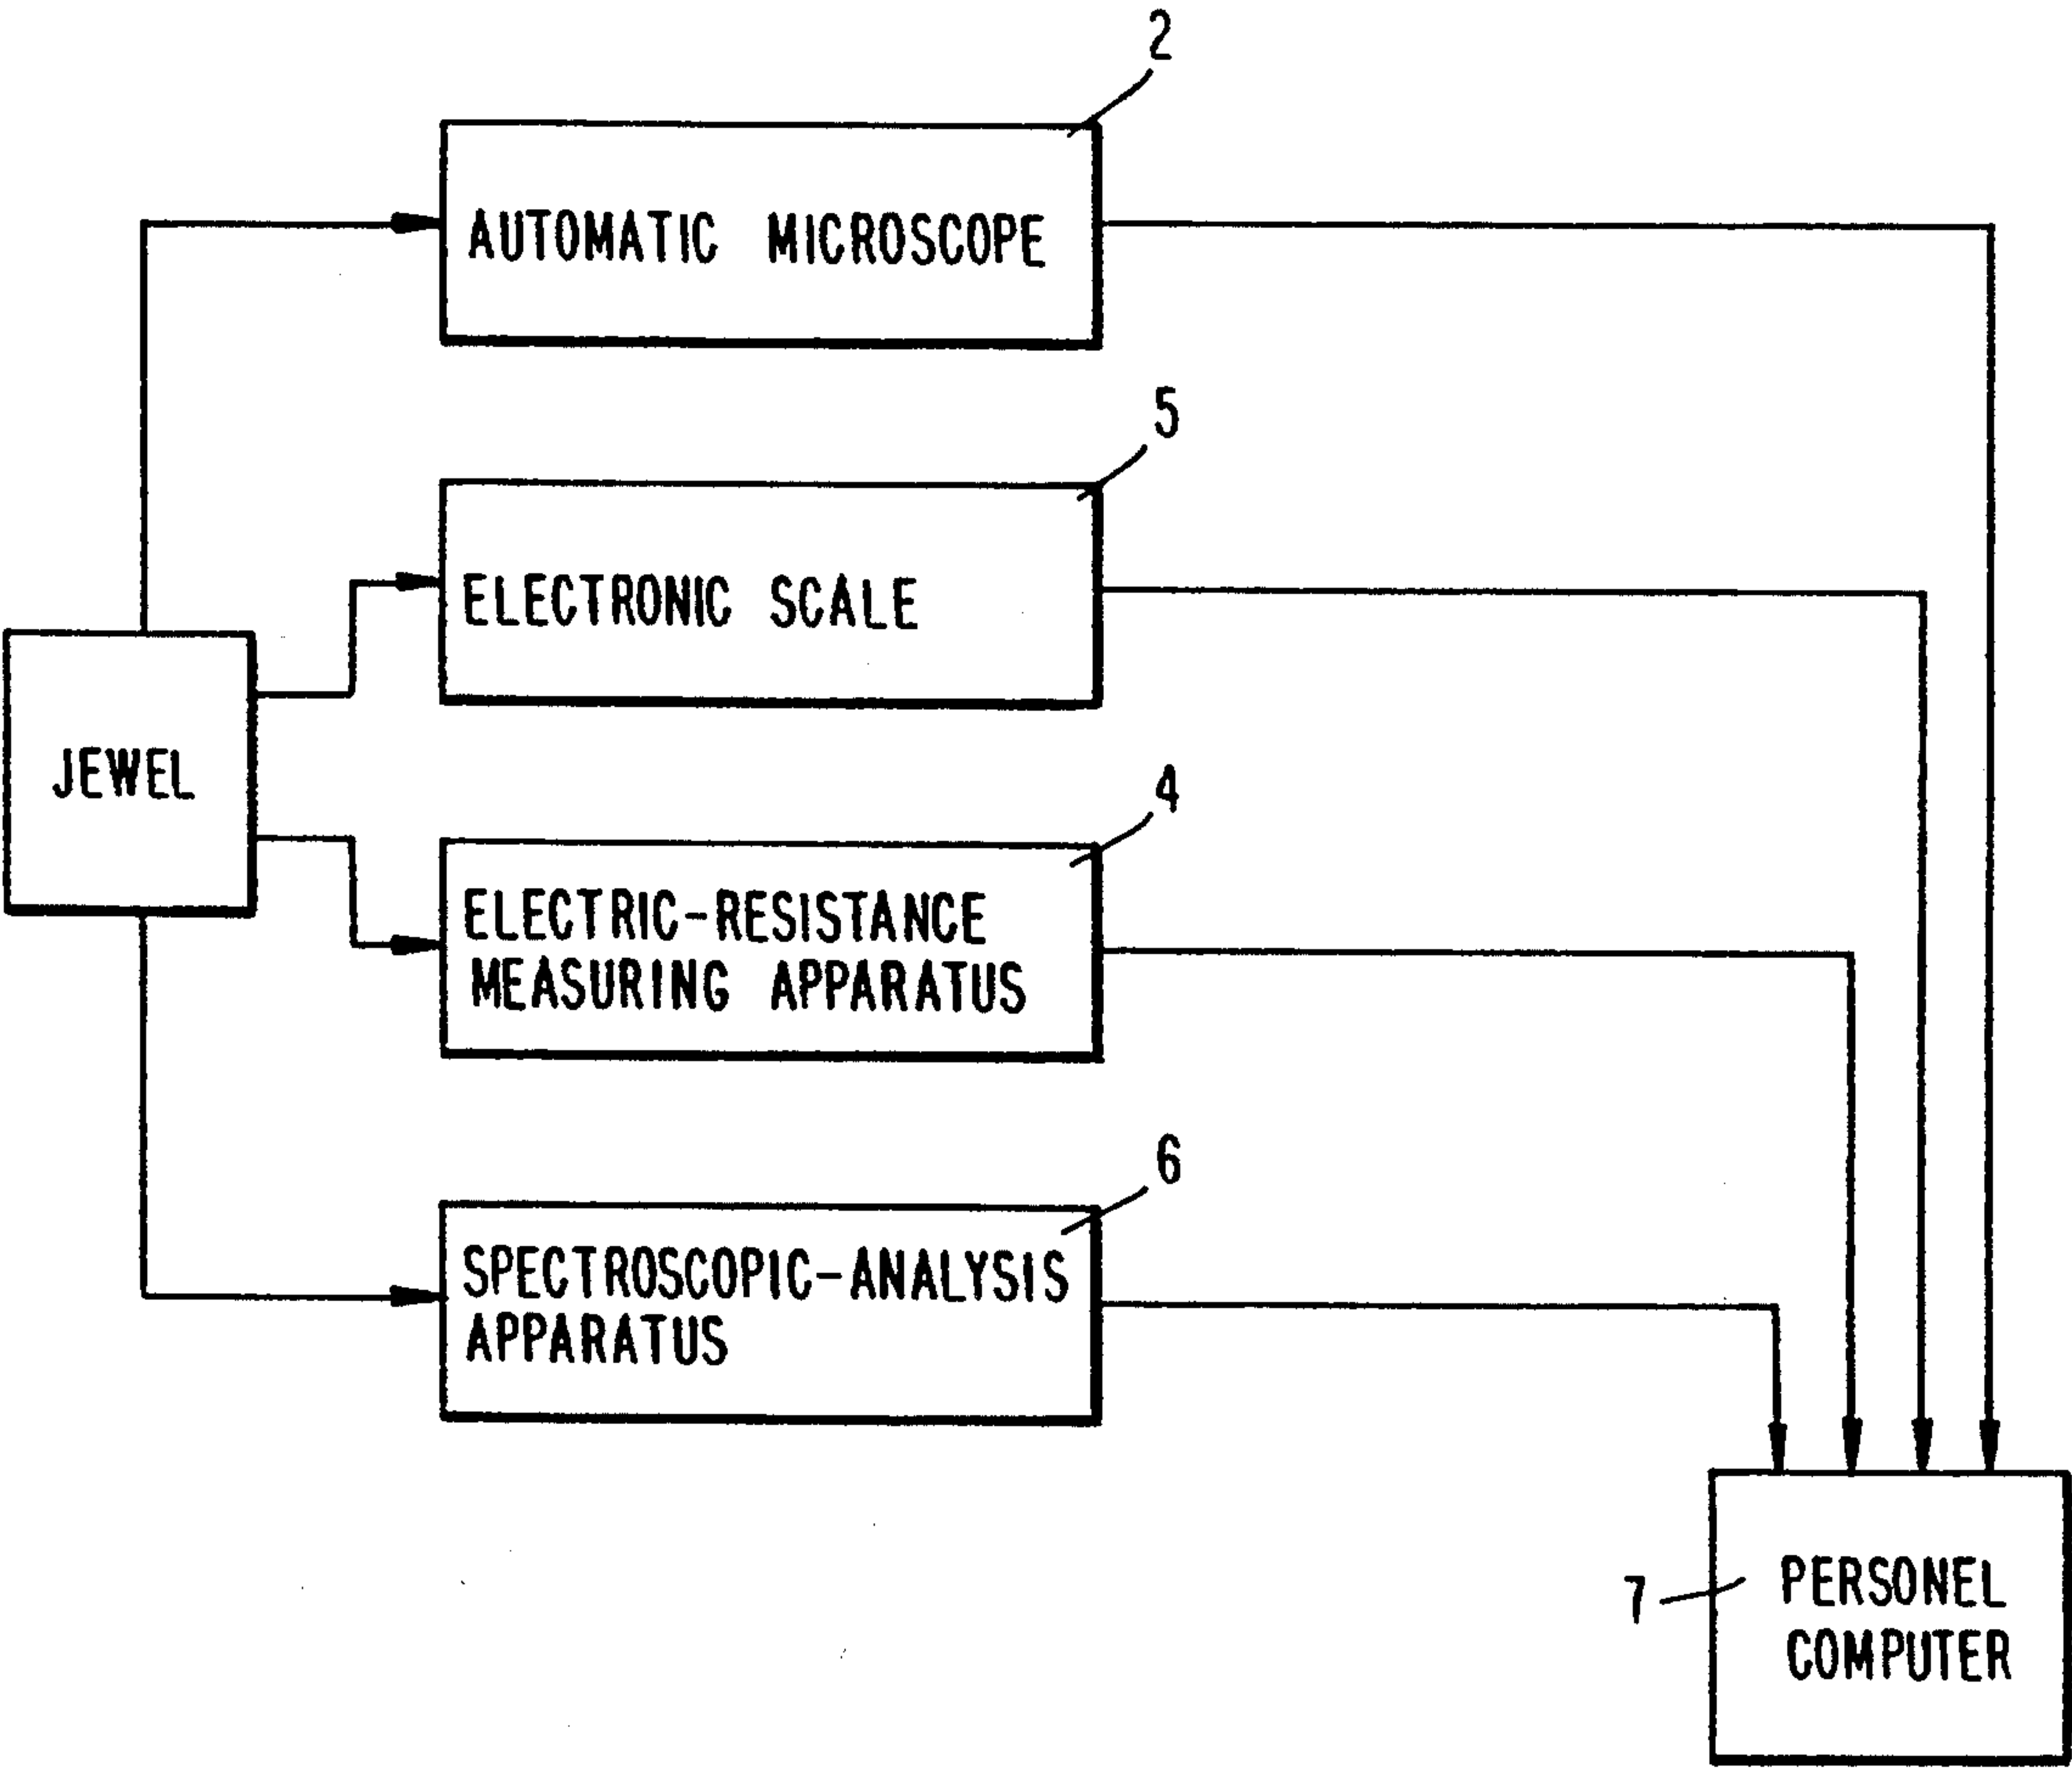 2
AUTOMATIC MICROSCOPE
5
ELECTRONIC SCALE
JEWEL
4
ELECTRIC-RESISTANCE
MEASURING APPARATUS
6
SPECTROSCOPIC-ANALYSIS
APPARATUS
7
PERSONEL
COMPUTER